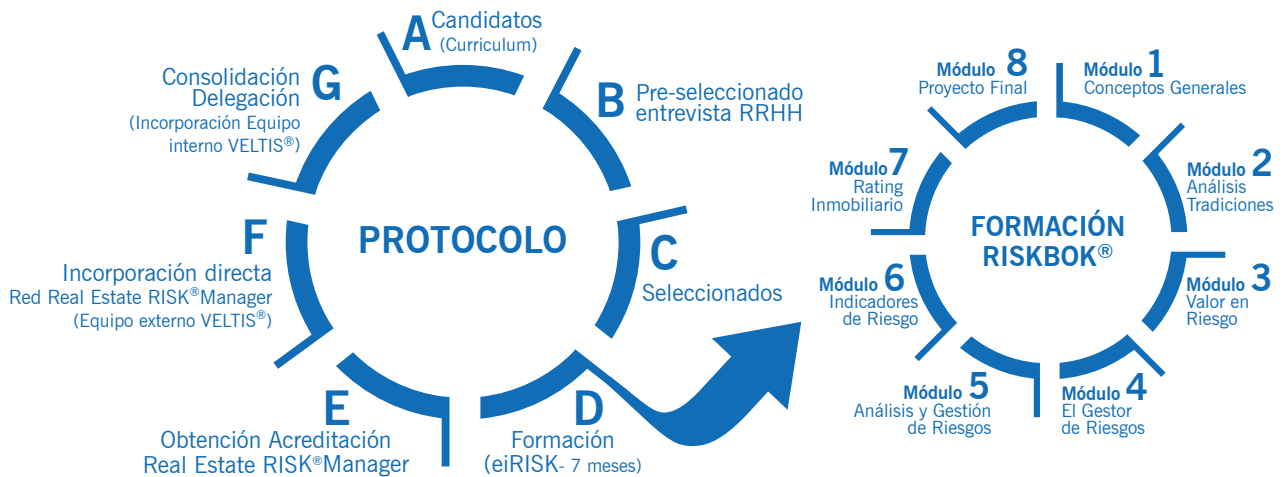 PROTOCOLO
A Candidatos
(Curriculum)
B Pre-seleccionado
entrevista RRHH
C
Seleccionados
D
Formación
(eiRISK- 7 meses)
E
Obtención Acreditación
Real Estate RISK®Manager
F
Incorporación directa
Red Real Estate RISK®Manager
(Equipo externo VELTIS®)
G
Consolidación
Delegación
(Incorporación Equipo
interno VELTIS®)
FORMACIÓN
RISKBOK®
Módulo 1
Conceptos Generales
Módulo 2
Análisis
Tradiciones
Módulo 3
Valor en
Riesgo
Módulo 4
El Gestor
de Riesgos
Módulo 5
Análisis y Gestión
de Riesgos
Módulo 6
Indicadores
de Riesgo
Módulo 7
Rating
Inmobiliario
Módulo 8
Proyecto Final